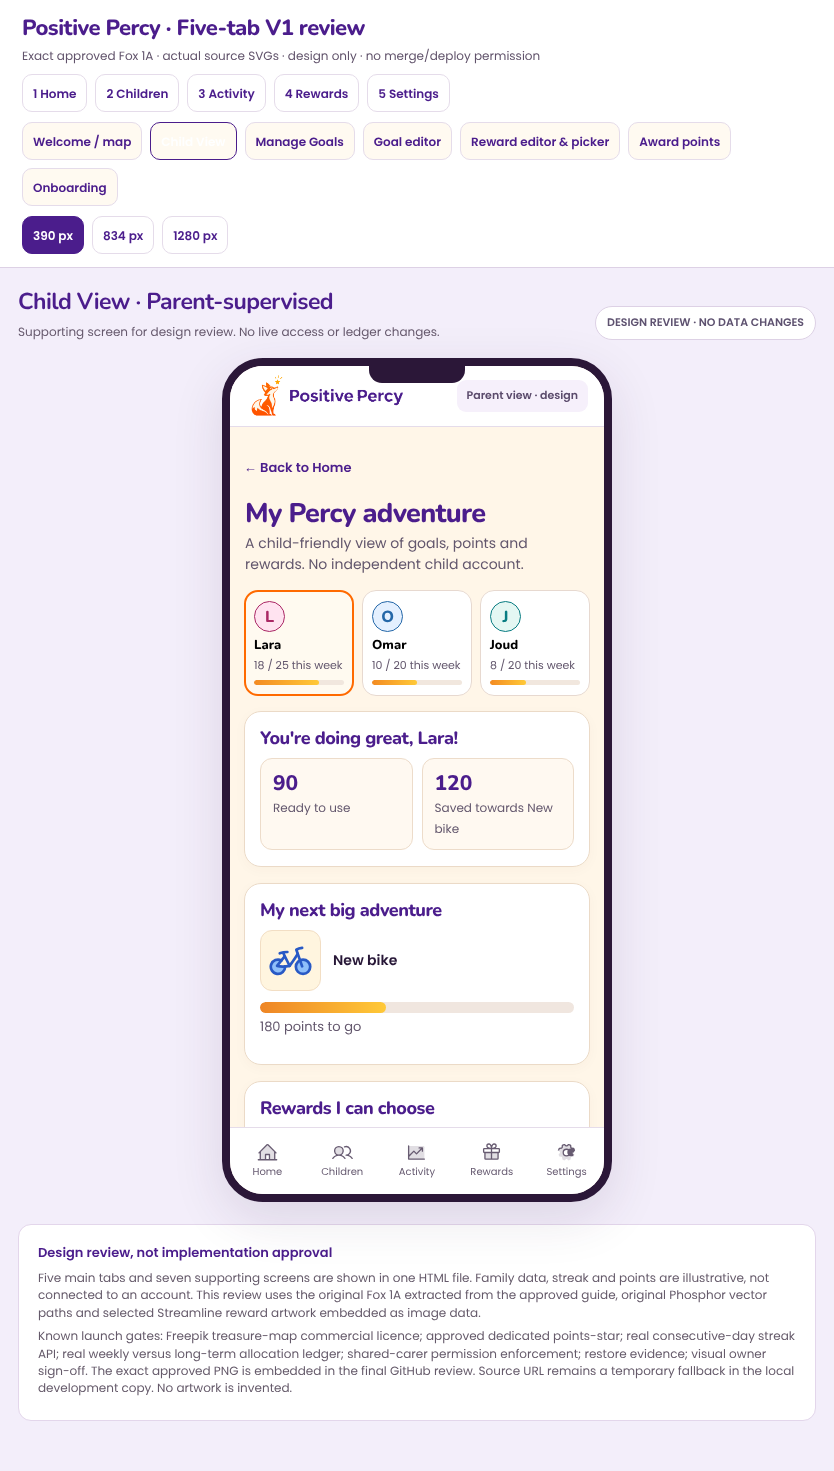 Positive Percy · Five-tab V1 review
Exact approved Fox 1A · actual source SVGs · design only · no merge/deploy permission
1 Home
2 Children
3 Activity
4 Rewards
5 Settings
Welcome / map
Child View
Manage Goals
Goal editor
Reward editor & picker
Award points
Onboarding
390 px
834 px
1280 px
Child View · Parent-supervised
Supporting screen for design review. No live access or ledger changes.
DESIGN REVIEW · NO DATA CHANGES
Positive Percy
Parent view · design
← Back to Home
My Percy adventure
A child-friendly view of goals, points and
rewards. No independent child account.
L
Lara
18 / 25 this week
O
Omar
10 / 20 this week
J
Joud
8 / 20 this week
You're doing great, Lara!
90
Ready to use
120
Saved towards New
bike
My next big adventure
New bike
180 points to go
Rewards I can choose
Home
Children
Activity
Rewards
Settings
Design review, not implementation approval
Five main tabs and seven supporting screens are shown in one HTML file. Family data, streak and points are illustrative, not
connected to an account. This review uses the original Fox 1A extracted from the approved guide, original Phosphor vector
paths and selected Streamline reward artwork embedded as image data.
Known launch gates: Freepik treasure-map commercial licence; approved dedicated points-star; real consecutive-day streak
API; real weekly versus long-term allocation ledger; shared-carer permission enforcement; restore evidence; visual owner
sign-off. The exact approved PNG is embedded in the final GitHub review. Source URL remains a temporary fallback in the local
development copy. No artwork is invented.